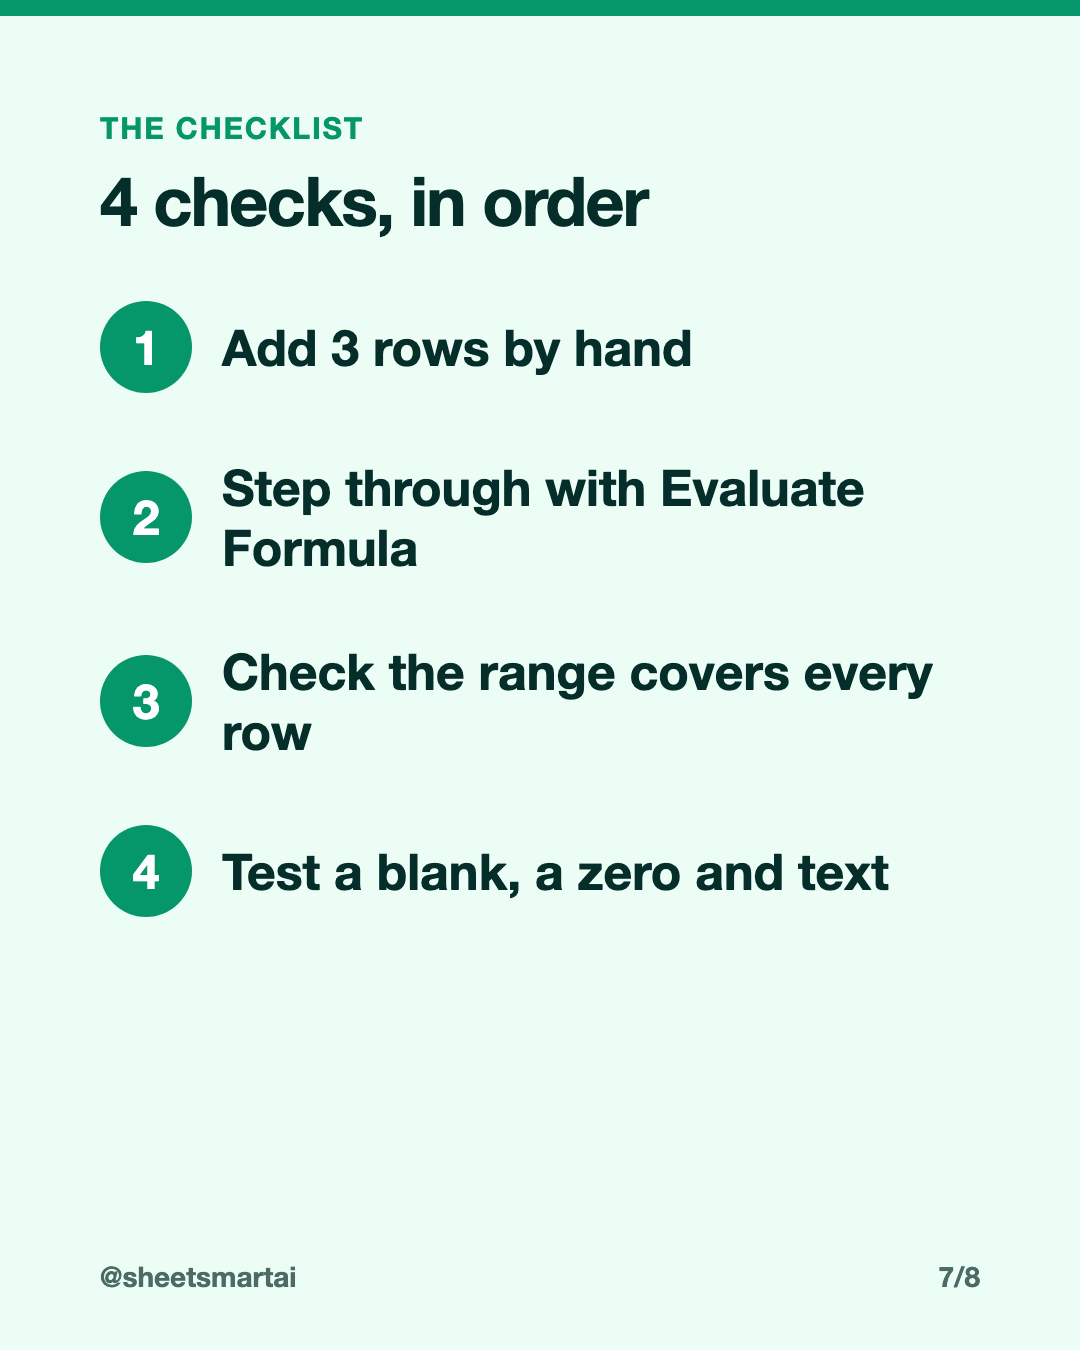 THE CHECKLIST
4 checks, in order
1
Add 3 rows by hand
2
Step through with Evaluate
Formula
3
Check the range covers every
row
4
Test a blank, a zero and text
@sheetsmartai
7/8